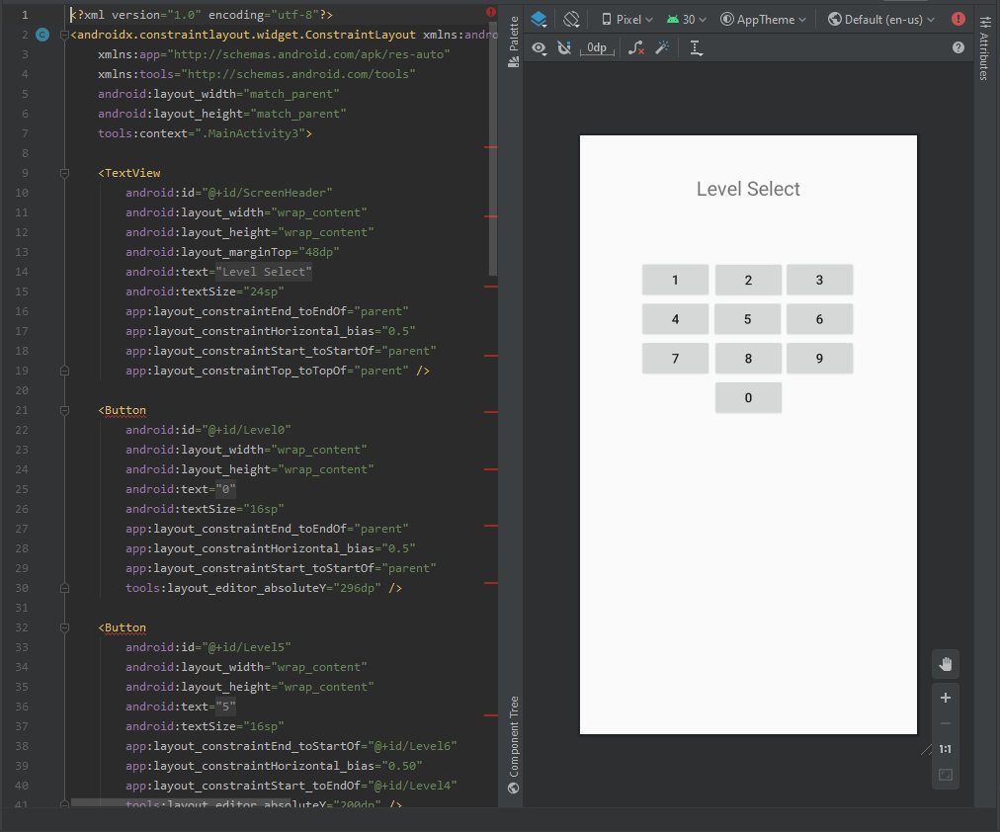 1 <?xml version="1.0" encoding="utf-8"?>
2 <androidx.constraintlayout.widget.ConstraintLayout xmlns:andro
3 xmlns:app="http://schemas.android.com/apk/res-auto"
4 xmlns:tools="http://schemas.android.com/tools"
5 android:layout_width="match_parent"
6 android:layout_height="match_parent"
7 tools:context=".MainActivity3">
8
9 <TextView
10 android:id="@+id/ScreenHeader"
11 android:layout_width="wrap_content"
12 android:layout_height="wrap_content"
13 android:layout_marginTop="48dp"
14 android:text="Level Select"
15 android:textSize="24sp"
16 app:layout_constraintEnd_toEndOf="parent"
17 app:layout_constraintHorizontal_bias="0.5"
18 app:layout_constraintStart_toStartOf="parent"
19 app:layout_constraintTop_toTopOf="parent" />
20
21 <Button
22 android:id="@+id/Level0"
23 android:layout_width="wrap_content"
24 android:layout_height="wrap_content"
25 android:text="0"
26 android:textSize="16sp"
27 app:layout_constraintEnd_toEndOf="parent"
28 app:layout_constraintHorizontal_bias="0.5"
29 app:layout_constraintStart_toStartOf="parent"
30 tools:layout_editor_absoluteY="296dp" />
31
32 <Button
33 android:id="@+id/Level5"
34 android:layout_width="wrap_content"
35 android:layout_height="wrap_content"
36 android:text="5"
37 android:textSize="16sp"
38 app:layout_constraintEnd_toStartOf="@+id/Level6"
39 app:layout_constraintHorizontal_bias="0.50"
40 app:layout_constraintStart_toEndOf="@+id/Level4"
41 tools:layout_editor_absoluteY="200dp" />
Palette
Component Tree
Pixel 30 AppTheme Default (en-us)
0dp
Attributes
Level Select
1 2 3
4 5 6
7 8 9
0
1:1